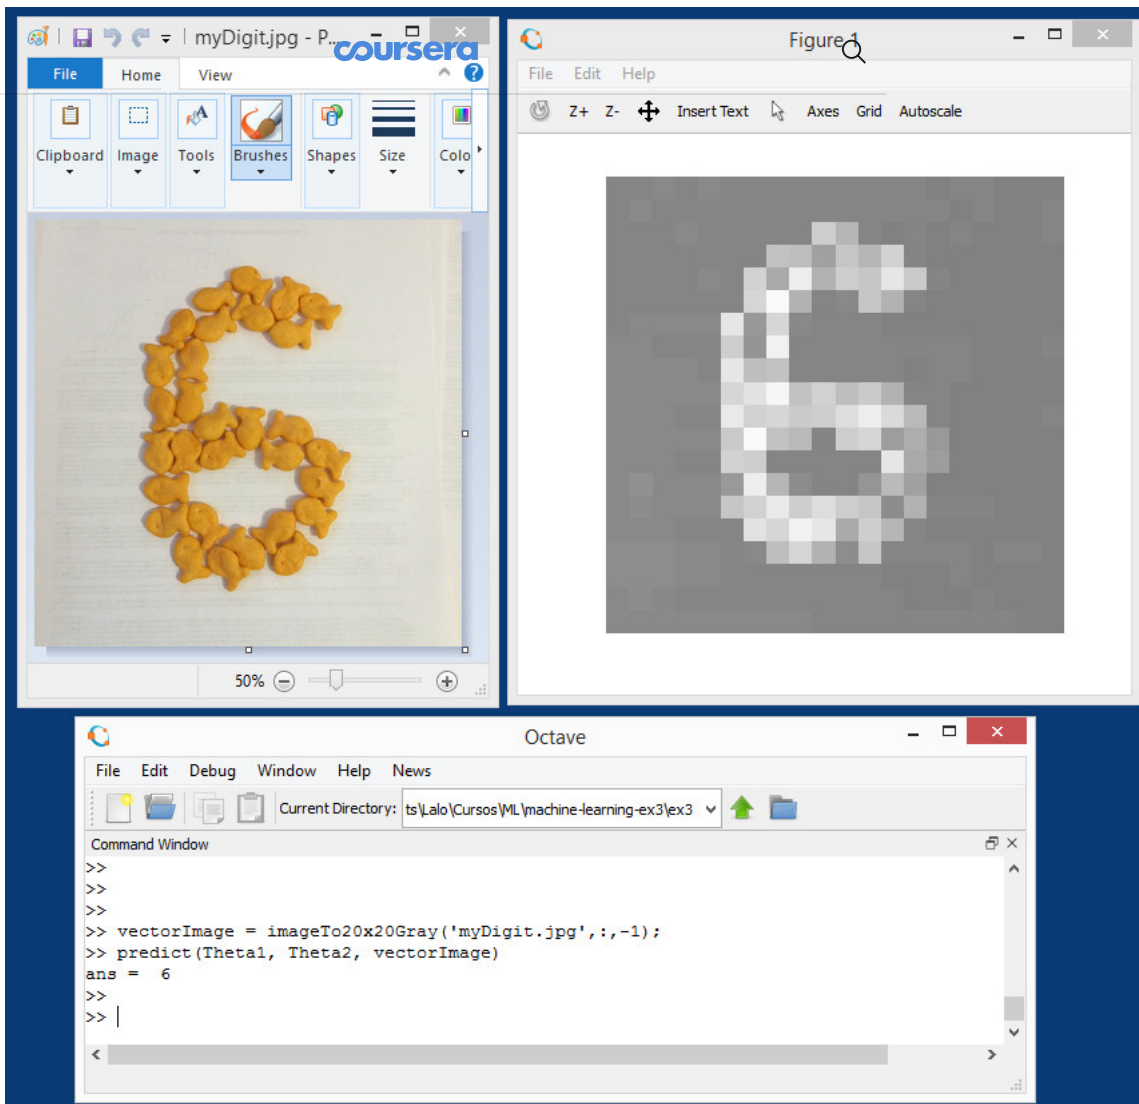 myDigit.jpg - P...
coursera
File Home View
Clipboard Image Tools Brushes Shapes Size Colo
50%
Figure 1
File Edit Help
Z+ Z- Insert Text Axes Grid Autoscale
Octave
File Edit Debug Window Help News
Current Directory: ts\Lalo\Cursos\ML\machine-learning-ex3\ex3
Command Window
>>
>>
>>
>> vectorImage = imageTo20x20Gray('myDigit.jpg',:,-1);
>> predict(Theta1, Theta2, vectorImage)
ans =  6
>>
>>